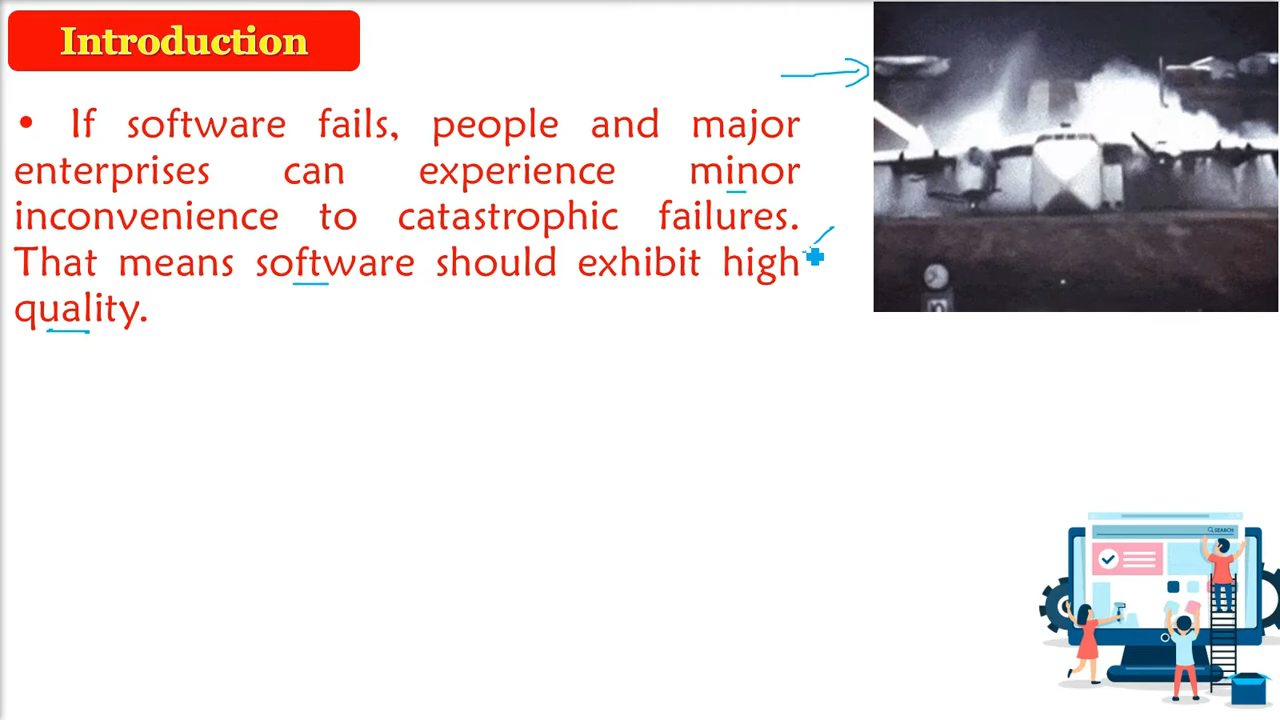 Introduction
• If software fails, people and major
enterprises can experience minor
inconvenience to catastrophic failures.
That means software should exhibit high
quality.
SEARCH